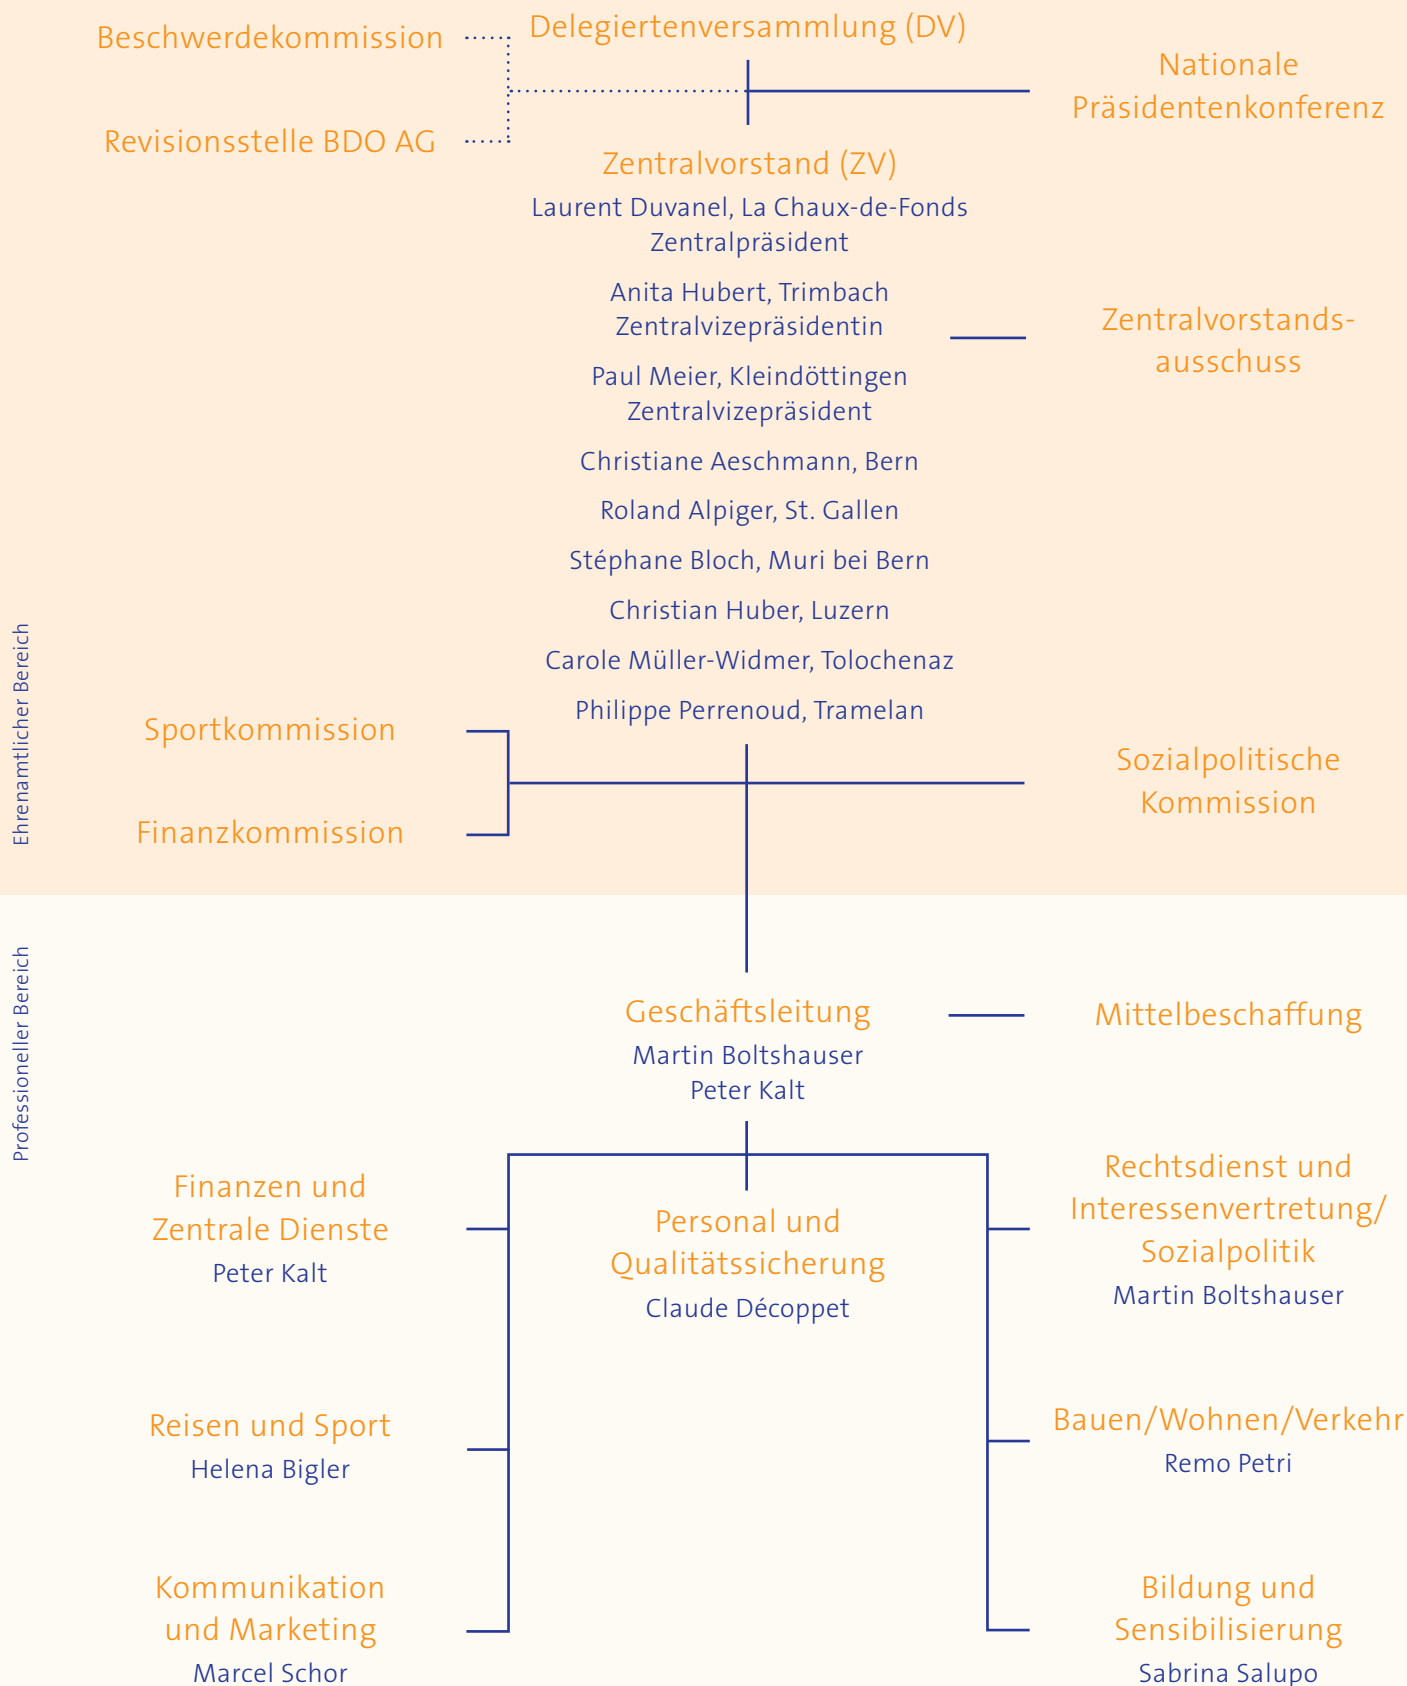 Beschwerdekommission
Revisionsstelle BDO AG
Delegiertenversammlung (DV)
Nationale
Präsidentenkonferenz
Zentralvorstand (ZV)
Laurent Duvanel, La Chaux-de-Fonds
Zentralpräsident
Anita Hubert, Trimbach
Zentralvizepräsidentin
Paul Meier, Kleindöttingen
Zentralvizepräsident
Christiane Aeschmann, Bern
Roland Alpiger, St. Gallen
Stéphane Bloch, Muri bei Bern
Christian Huber, Luzern
Carole Müller-Widmer, Tolochenaz
Philippe Perrenoud, Tramelan
Zentralvorstands-
ausschuss
Ehrenamtlicher Bereich
Sportkommission
Finanzkommission
Sozialpolitische
Kommission
Professioneller Bereich
Geschäftsleitung
Martin Boltshauser
Peter Kalt
Mittelbeschaffung
Finanzen und
Zentrale Dienste
Peter Kalt
Personal und
Qualitätssicherung
Claude Décoppet
Rechtsdienst und
Interessenvertretung/
Sozialpolitik
Martin Boltshauser
Reisen und Sport
Helena Bigler
Bauen/Wohnen/Verkehr
Remo Petri
Kommunikation
und Marketing
Marcel Schor
Bildung und
Sensibilisierung
Sabrina Salupo